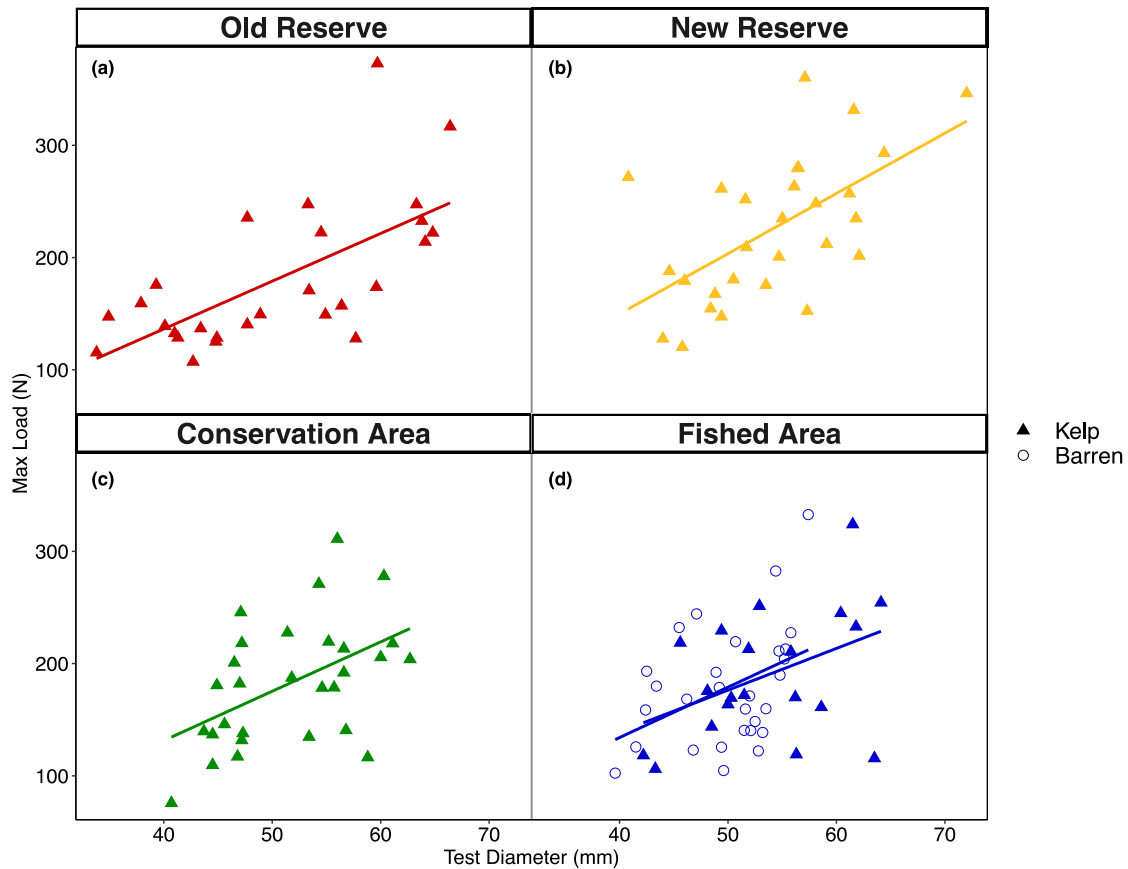 Old Reserve
New Reserve
(a)
(b)
300
200
100
Conservation Area
Fished Area
(c)
(d)
300
200
100
40
50
60
70
40
50
60
70
Test Diameter (mm)
Max Load (N)
Kelp
Barren